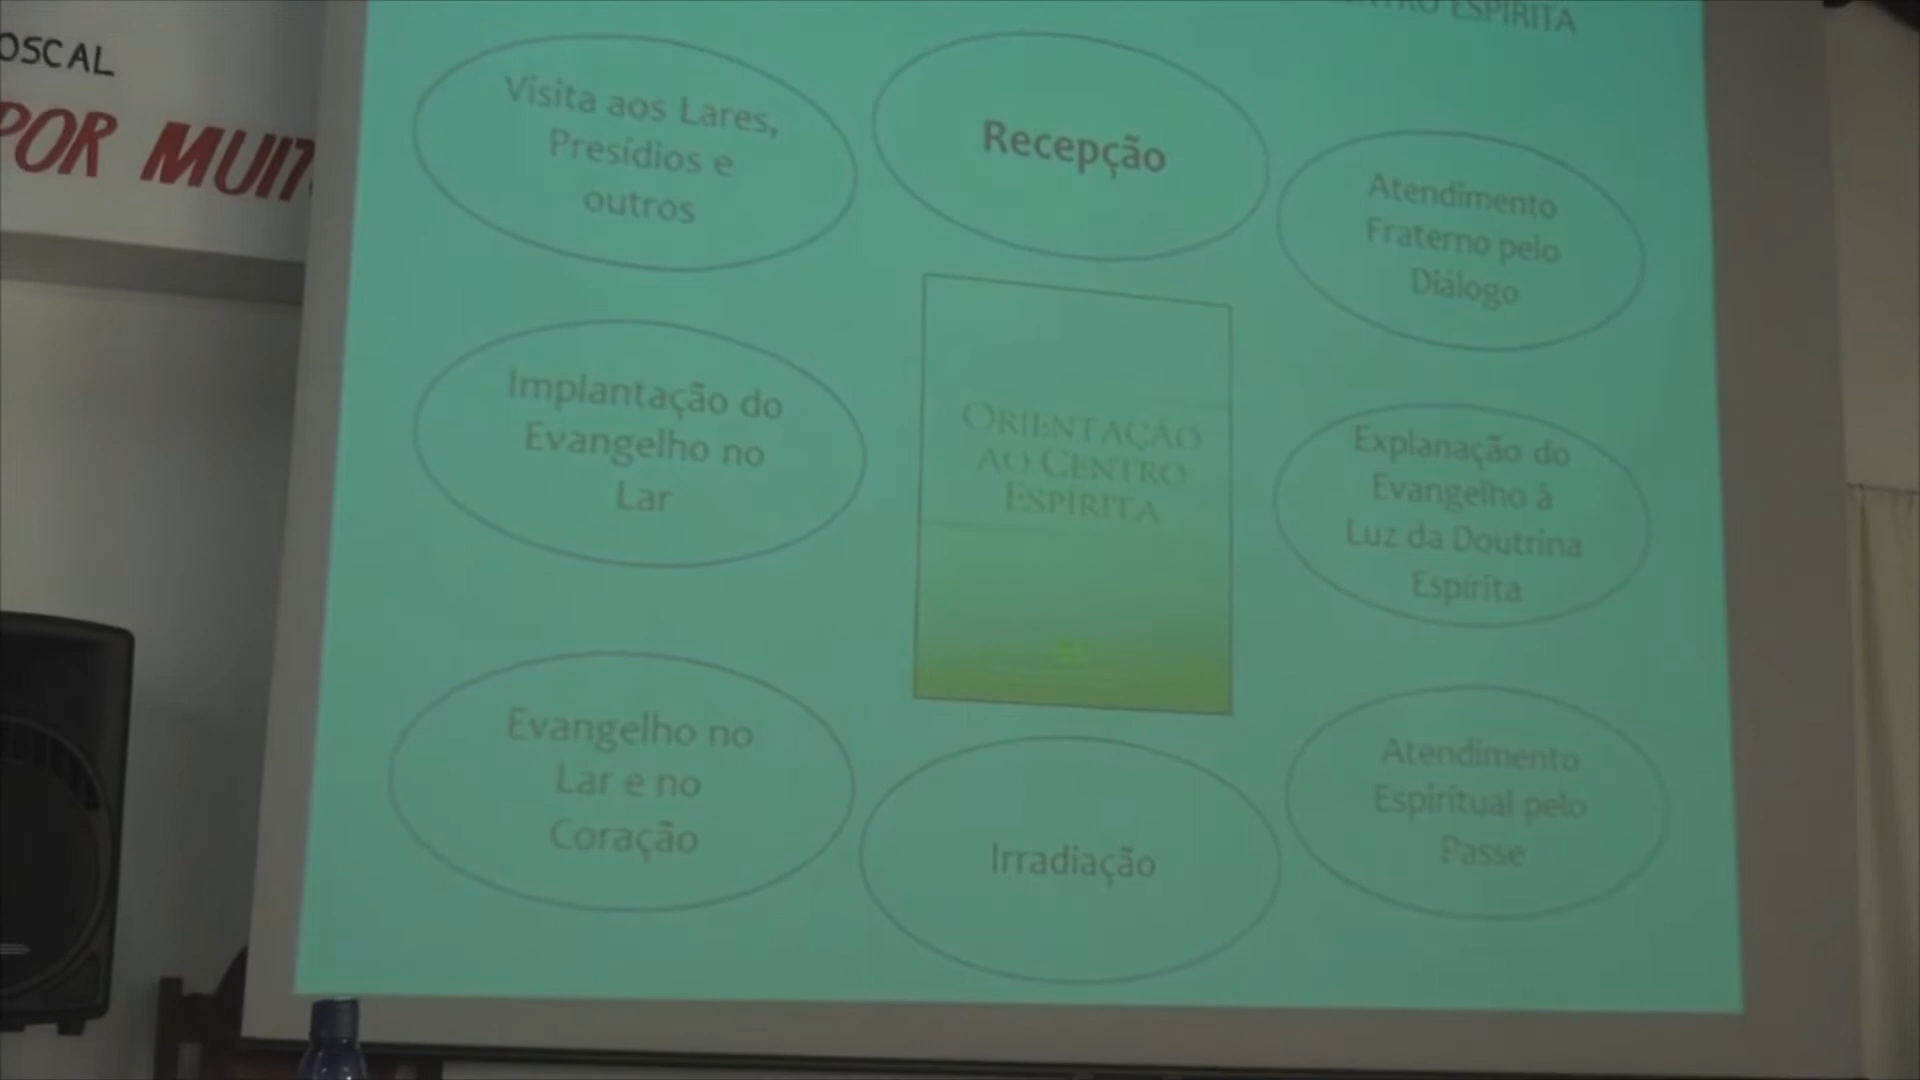 OSCAL
POR MUIT
ESPÍRITA
Visita aos Lares,
Presídios e
outros
Recepção
Atendimento
Fraterno pelo
Diálogo
Implantação do
Evangelho no
Lar
ORIENTAÇÃO
AO CENTRO
ESPÍRITA
Explanação do
Evangelho à
Luz da Doutrina
Espírita
Evangelho no
Lar e no
Coração
Irradiação
Atendimento
Espiritual pelo
Passe